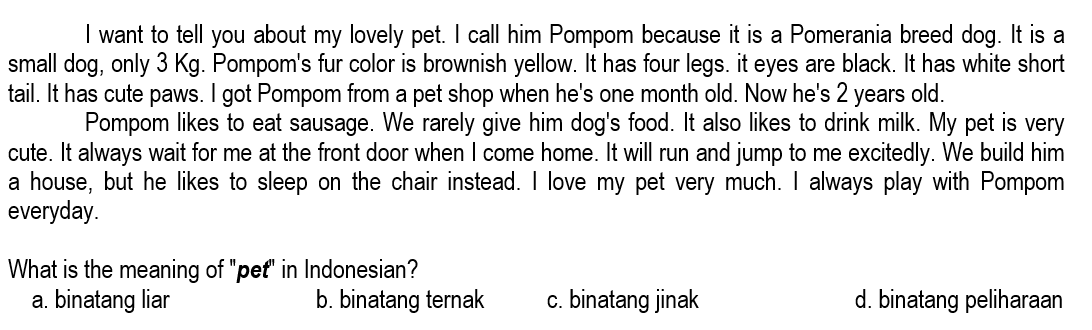 I want to tell you about my lovely pet. I call him Pompom because it is a Pomerania breed dog. It is a
small dog, only 3 Kg. Pompom's fur color is brownish yellow. It has four legs. it eyes are black. It has white short
tail. It has cute paws. I got Pompom from a pet shop when he's one month old. Now he's 2 years old.
Pompom likes to eat sausage. We rarely give him dog's food. It also likes to drink milk. My pet is very
cute. It always wait for me at the front door when I come home. It will run and jump to me excitedly. We build him
a house, but he likes to sleep on the chair instead. I love my pet very much. I always play with Pompom
everyday.
What is the meaning of "pet" in Indonesian?
a. binatang liar b. binatang ternak c. binatang jinak d. binatang peliharaan